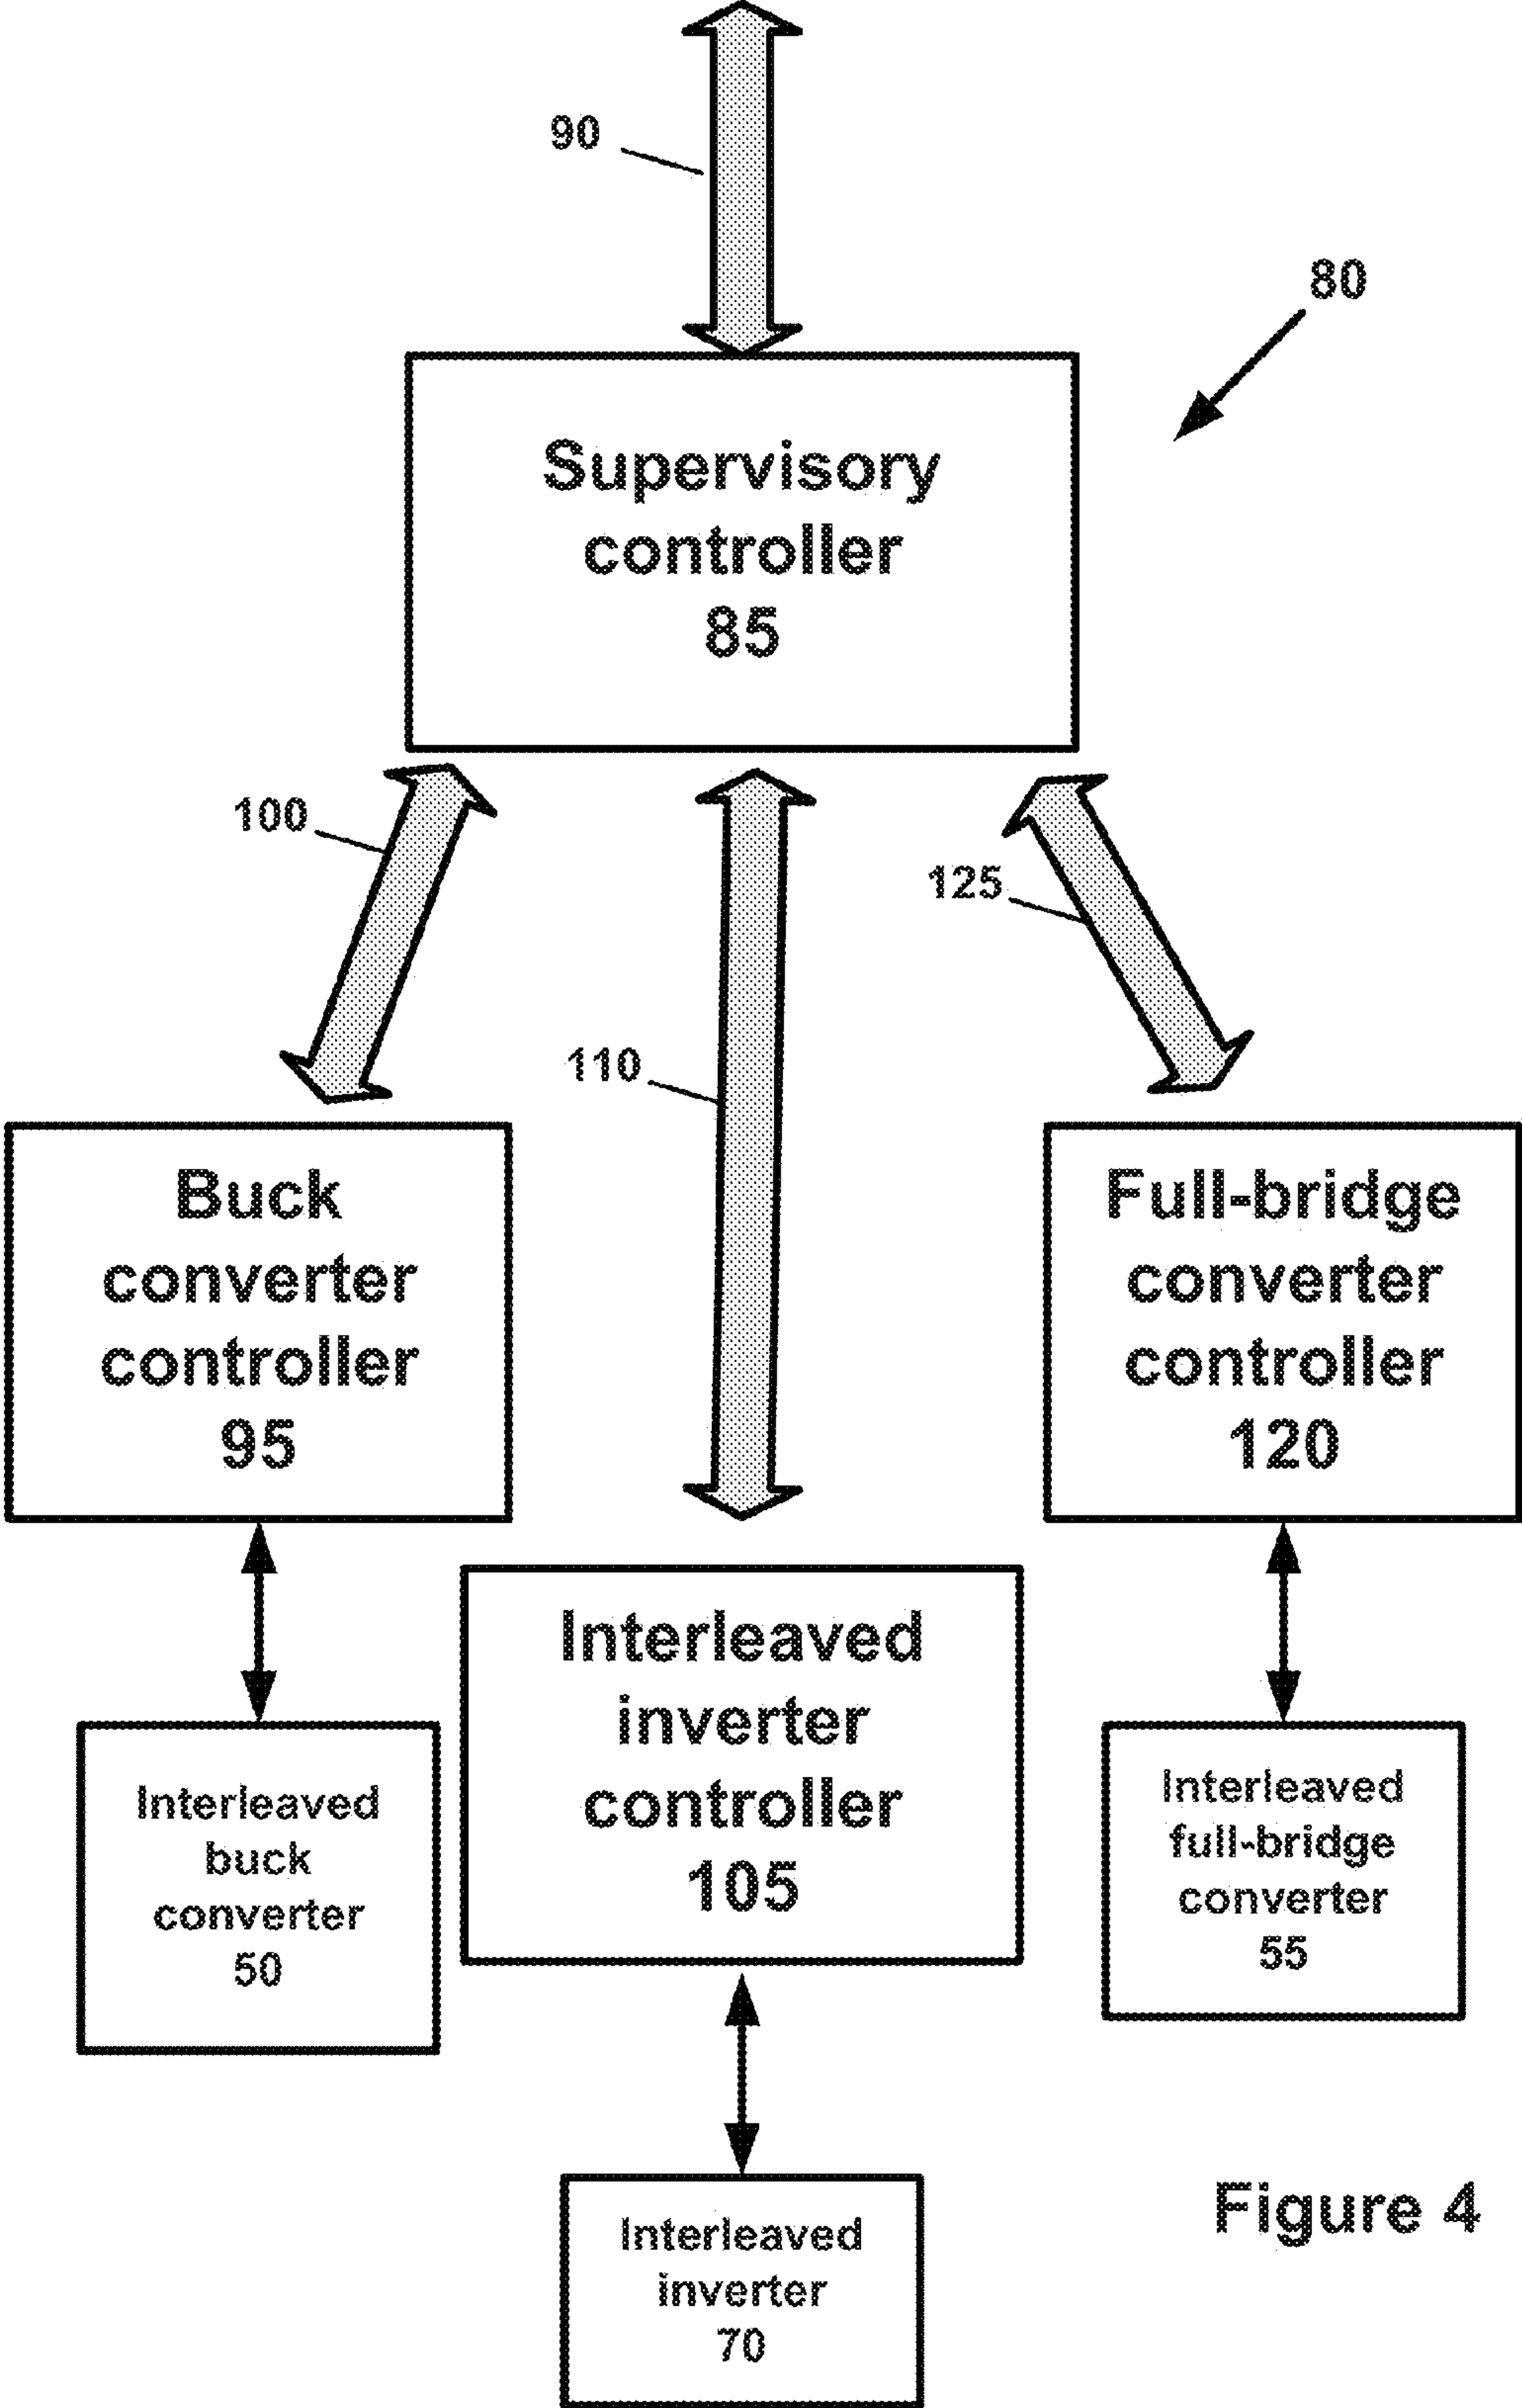 90
80
Supervisory
controller
85
100
125
110
Buck
converter
controller
95
Full-bridge
converter
controller
120
Interleaved
inverter
controller
105
Interleaved
buck
converter
50
Interleaved
full-bridge
converter
55
Interleaved
inverter
70
Figure 4